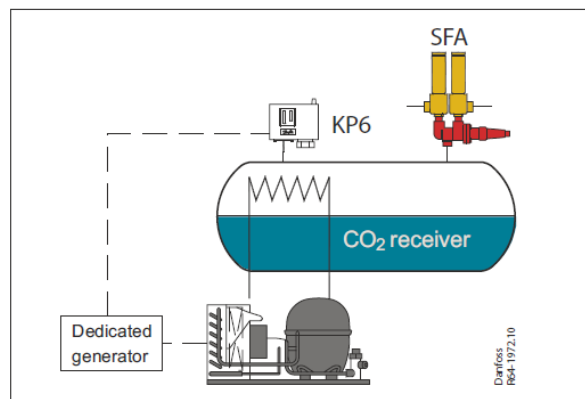 SFA
KP6
CO₂ receiver
Dedicated
generator
Danfoss
R64-1972.10